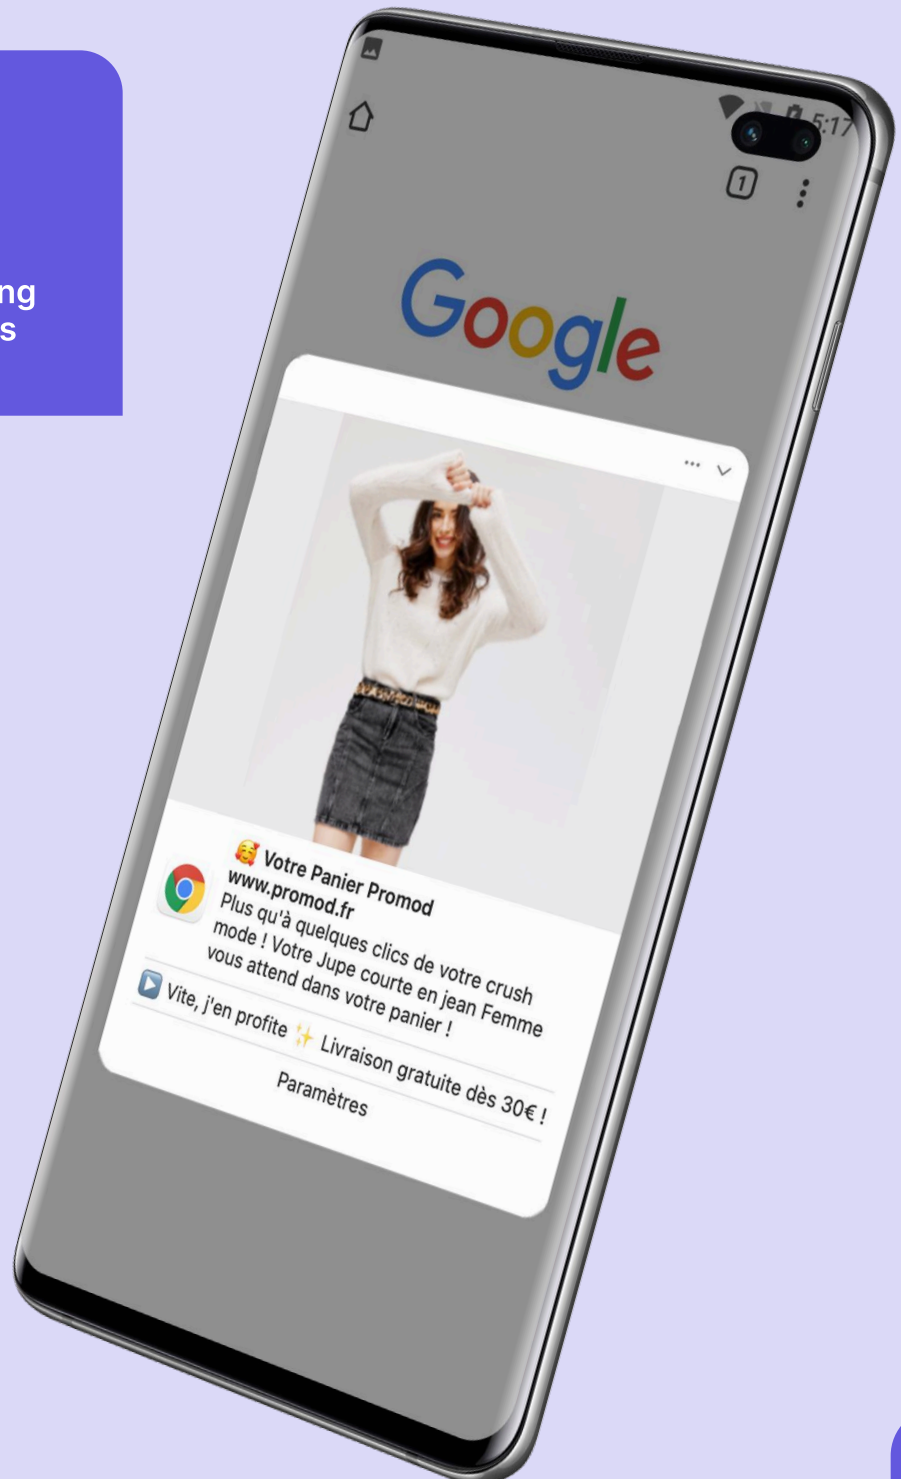 ng
s
5:17
1
Google
🥰 Votre Panier Promod
www.promod.fr
Plus qu'à quelques clics de votre crush
mode ! Votre Jupe courte en jean Femme
vous attend dans votre panier !
▶️ Vite, j'en profite ✨ Livraison gratuite dès 30€ !
Paramètres